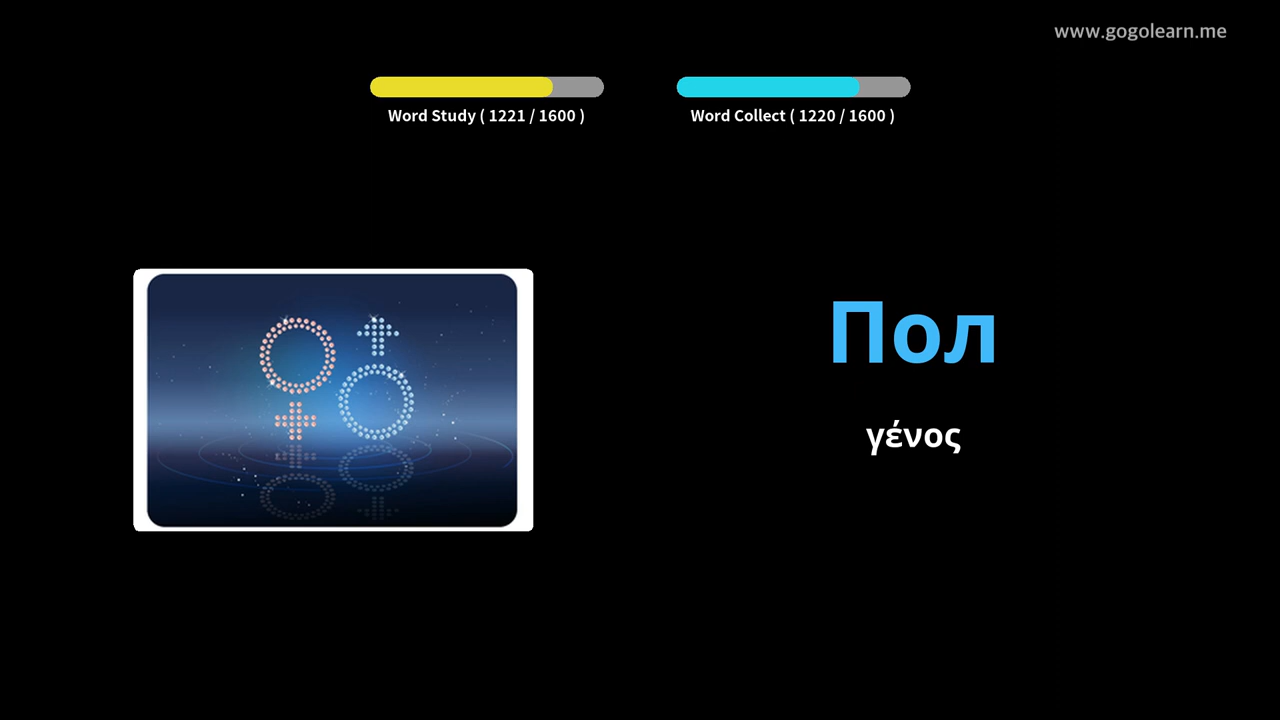 www.gogolearn.me
Word Study ( 1221 / 1600 )
Word Collect ( 1220 / 1600 )
Пол
γένος